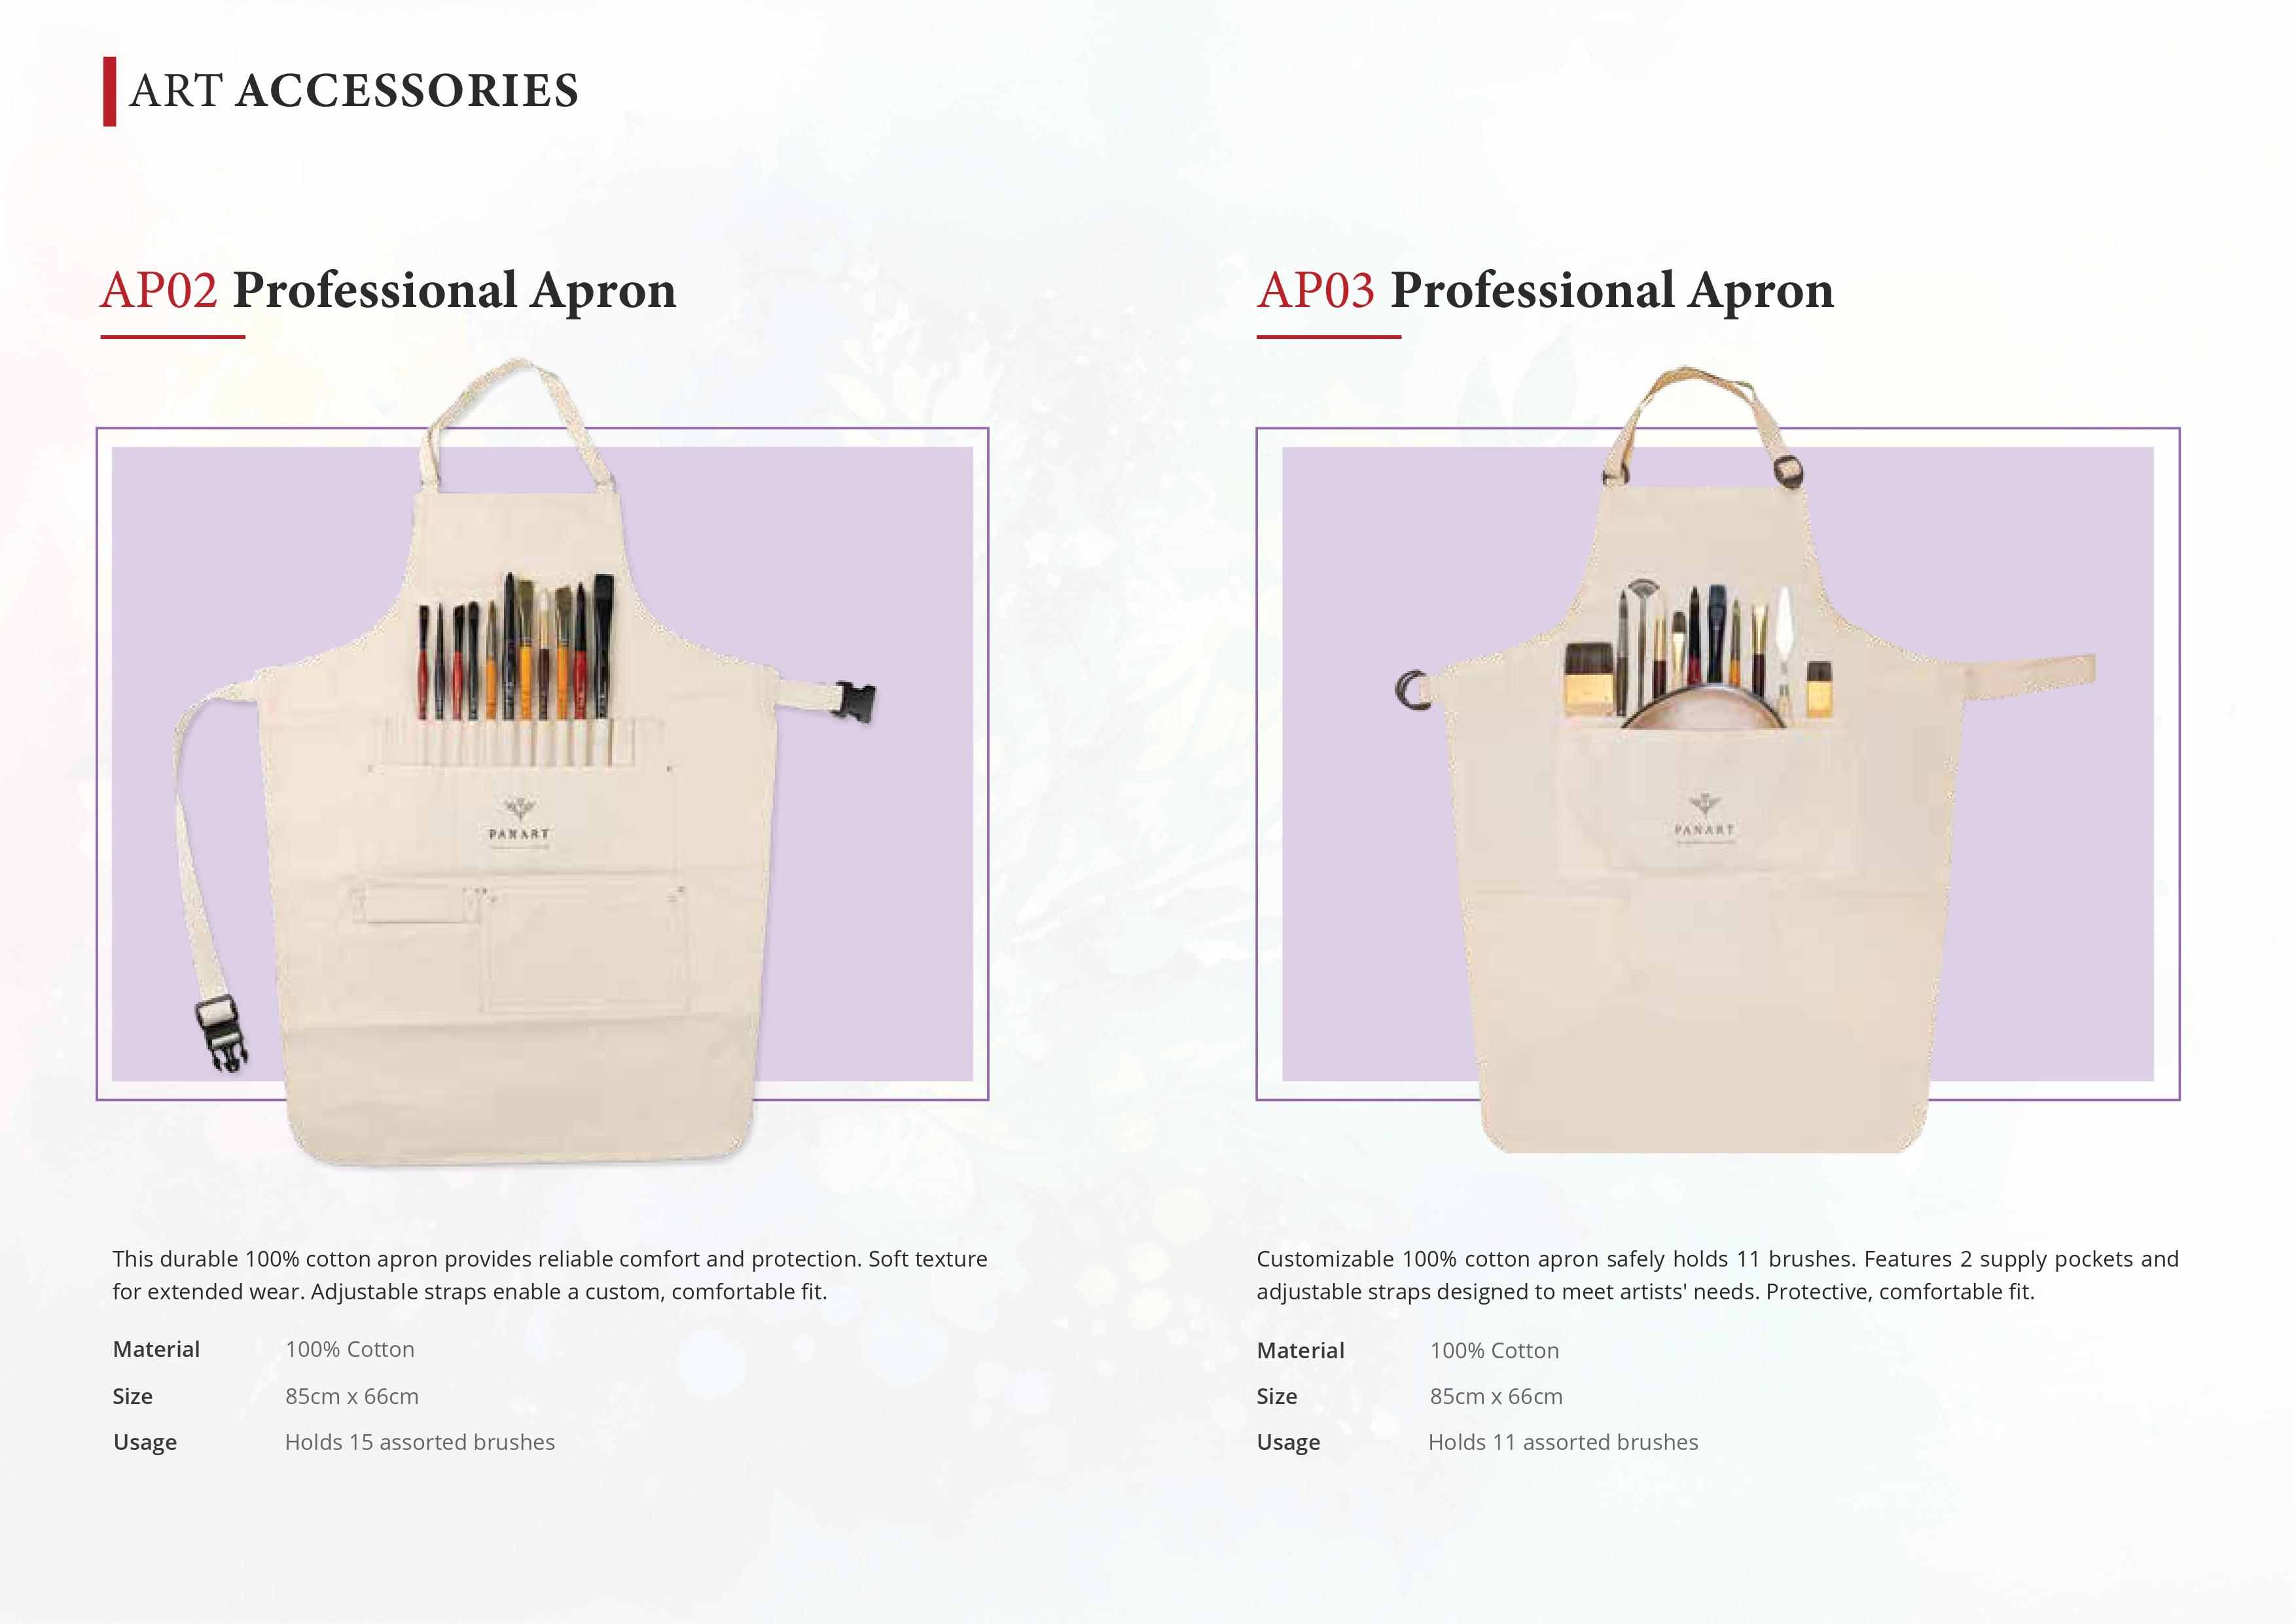 ART ACCESSORIES
AP02 Professional Apron
PANART
This durable 100% cotton apron provides reliable comfort and protection. Soft texture
for extended wear. Adjustable straps enable a custom, comfortable fit.
Material 100% Cotton
Size 85cm x 66cm
Usage Holds 15 assorted brushes
AP03 Professional Apron
PANART
Customizable 100% cotton apron safely holds 11 brushes. Features 2 supply pockets and
adjustable straps designed to meet artists' needs. Protective, comfortable fit.
Material 100% Cotton
Size 85cm x 66cm
Usage Holds 11 assorted brushes